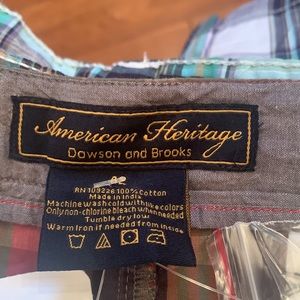 American Heritage
Dawson and Brooks
RN 109226 100% Cotton
Made in India
Machine wash cold with like colors
Only non-chlorine bleach when needed
Tumble dry low
Warm Iron if needed from inside